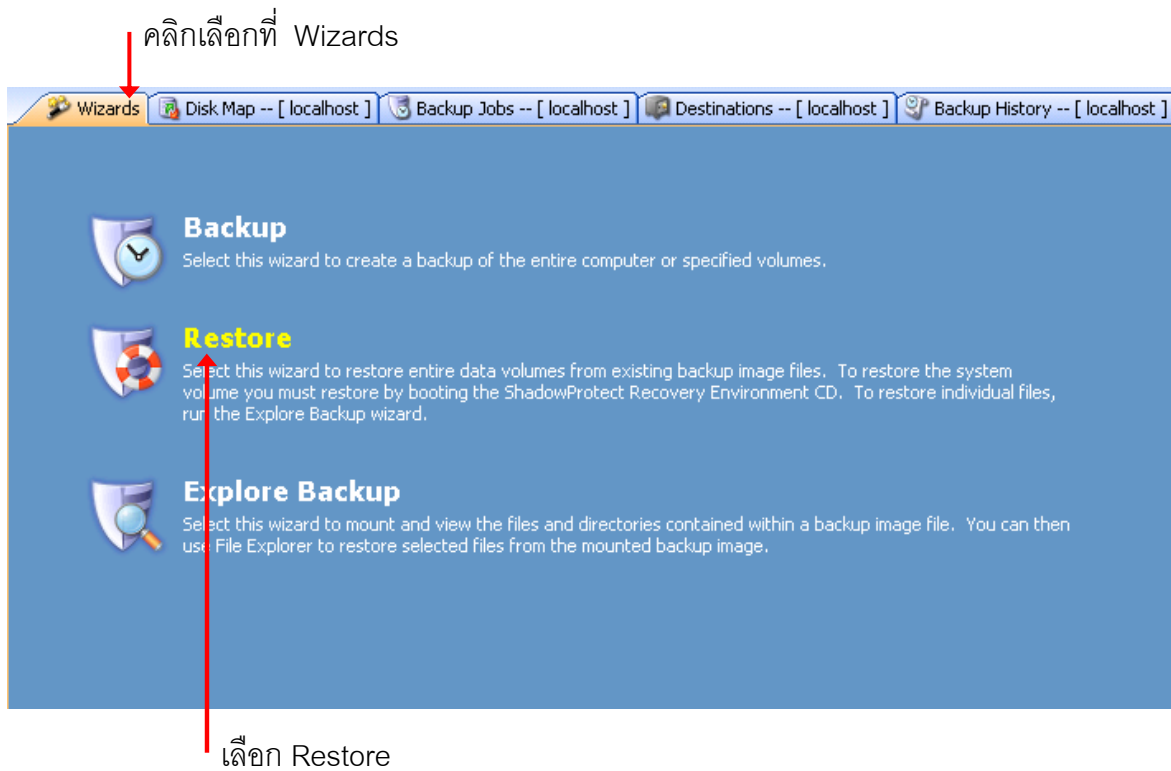 คลิกเลือกที่ Wizards
Wizards
Disk Map -- [ localhost ]
Backup Jobs -- [ localhost ]
Destinations -- [ localhost ]
Backup History -- [ localhost ]
Backup
Select this wizard to create a backup of the entire computer or specified volumes.
Restore
Select this wizard to restore entire data volumes from existing backup image files. To restore the system
volume you must restore by booting the ShadowProtect Recovery Environment CD. To restore individual files,
run the Explore Backup wizard.
Explore Backup
Select this wizard to mount and view the files and directories contained within a backup image file. You can then
use File Explorer to restore selected files from the mounted backup image.
เลือก Restore